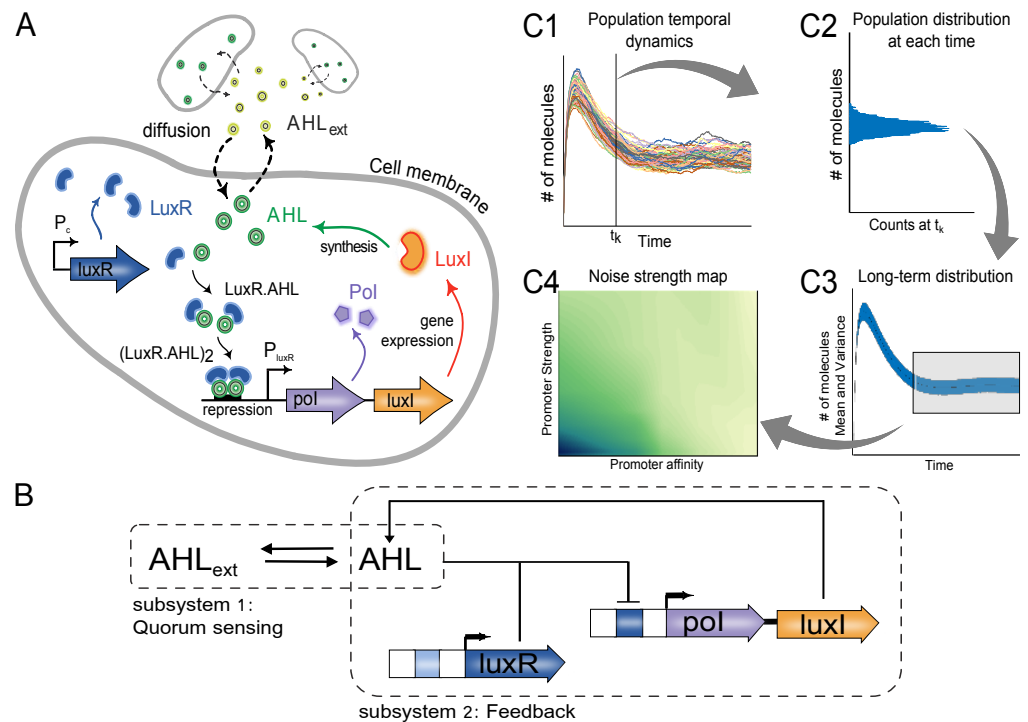 A
diffusion
AHLext
Cell membrane
LuxR
AHL
Pc
luxR
synthesis
LuxI
LuxR.AHL
PoI
gene
expression
(LuxR.AHL)2
PluxR
repression
poI
luxI
C1
Population temporal
dynamics
# of molecules
tk
Time
C2
Population distribution
at each time
# of molecules
Counts at tk
C4
Noise strength map
Promoter Strength
Promoter affinity
C3
Long-term distribution
# of molecules
Mean and Variance
Time
B
AHLext
AHL
subsystem 1:
Quorum sensing
poI
luxI
luxR
subsystem 2: Feedback